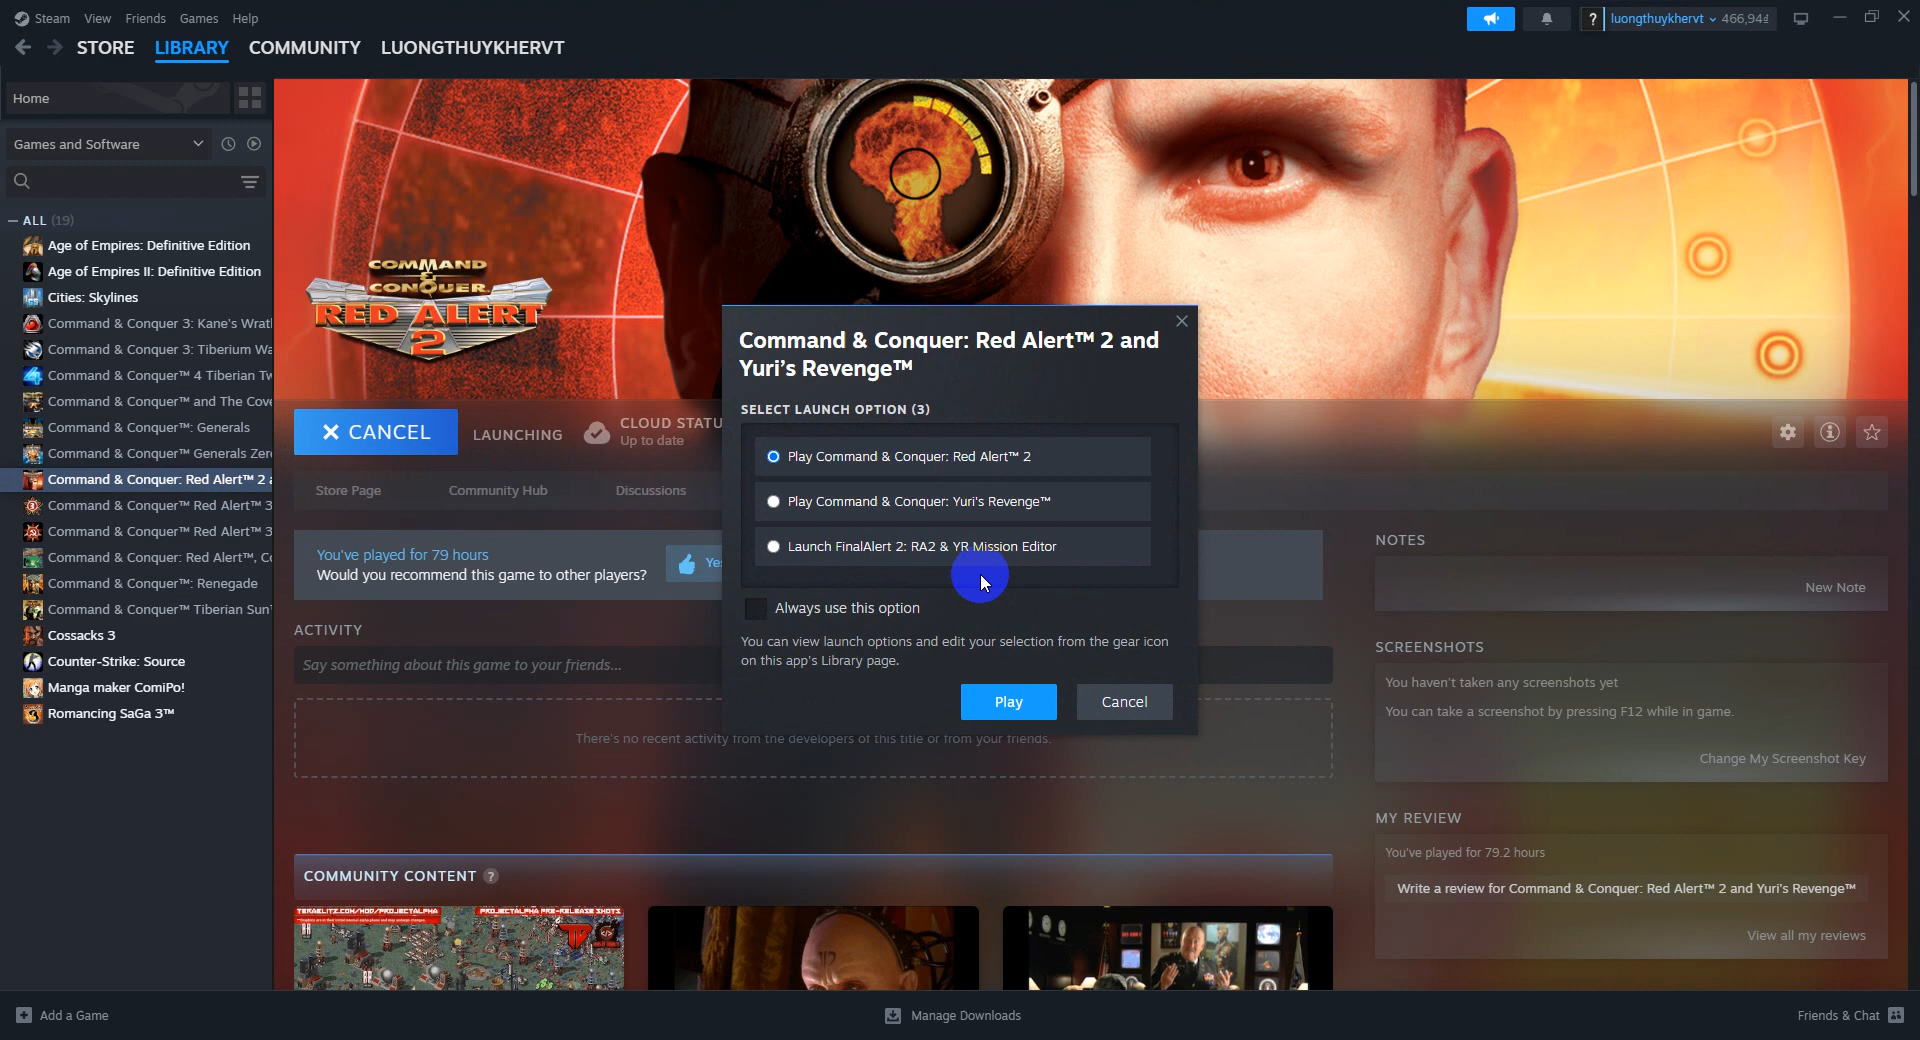 Steam View Friends Games Help
? luongthuykhervt 466,94₫
STORE LIBRARY COMMUNITY LUONGTHUYKHERVT
Home
Games and Software
ALL (19)
Age of Empires: Definitive Edition
Age of Empires II: Definitive Edition
Cities: Skylines
Command & Conquer 3: Kane's Wrat
Command & Conquer 3: Tiberium Wa
Command & Conquer™ 4 Tiberian Tw
Command & Conquer™ and The Cove
Command & Conquer™: Generals
Command & Conquer™ Generals Zero
Command & Conquer: Red Alert™ 2 a
Command & Conquer™ Red Alert™ 3
Command & Conquer™ Red Alert™ 3
Command & Conquer: Red Alert™, Co
Command & Conquer™: Renegade
Command & Conquer™ Tiberian Sun™
Cossacks 3
Counter-Strike: Source
Manga maker ComiPo!
Romancing SaGa 3™
COMMAND
&
CONQUER
RED ALERT
2
CANCEL
LAUNCHING
CLOUD STATU
Up to date
Store Page Community Hub Discussions
You've played for 79 hours
Would you recommend this game to other players?
Yes
ACTIVITY
Say something about this game to your friends...
There's no recent activity from the developers of this title or from your friends.
COMMUNITY CONTENT ?
TERABLITZ.COM/MOD/PROJECTALPHA PROJECTALPHA PRE-RELEASE SHOTS
Command & Conquer: Red Alert™ 2 and
Yuri's Revenge™
SELECT LAUNCH OPTION (3)
Play Command & Conquer: Red Alert™ 2
Play Command & Conquer: Yuri's Revenge™
Launch FinalAlert 2: RA2 & YR Mission Editor
Always use this option
You can view launch options and edit your selection from the gear icon
on this app's Library page.
Play Cancel
NOTES
New Note
SCREENSHOTS
You haven't taken any screenshots yet
You can take a screenshot by pressing F12 while in game.
Change My Screenshot Key
MY REVIEW
You've played for 79.2 hours
Write a review for Command & Conquer: Red Alert™ 2 and Yuri's Revenge™
View all my reviews
Add a Game
Manage Downloads
Friends & Chat